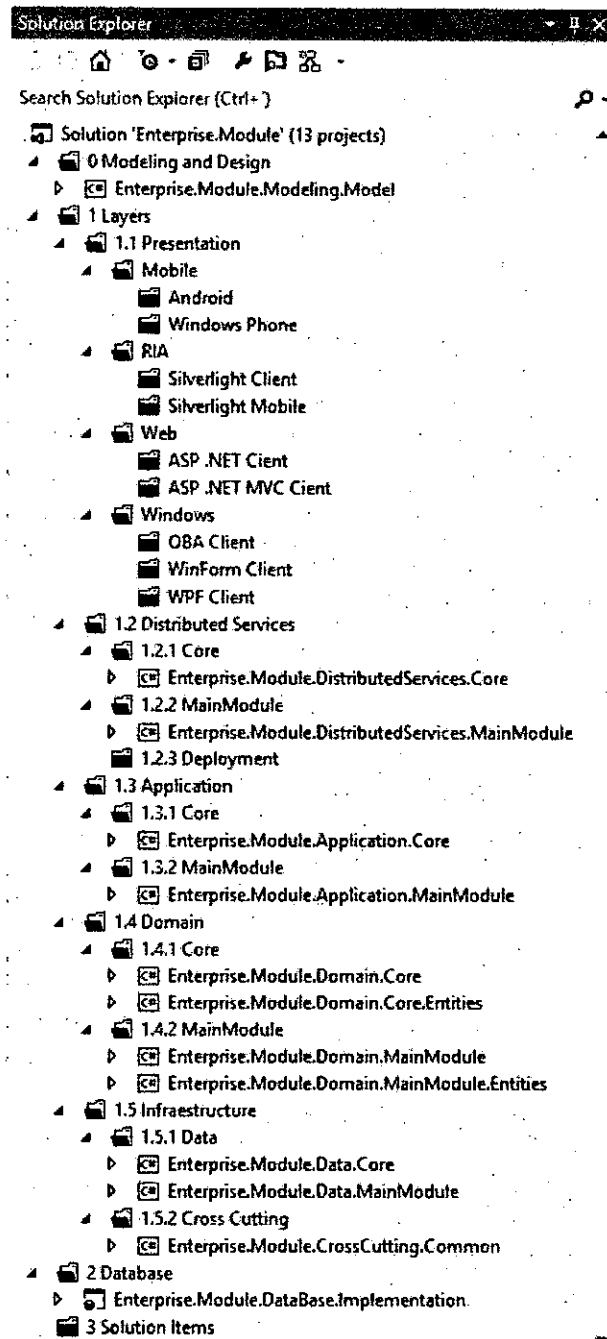 Solution Explorer
Search Solution Explorer (Ctrl+')
Solution 'Enterprise.Module' (13 projects)
0 Modeling and Design
C# Enterprise.Module.Modeling.Model
1 Layers
1.1 Presentation
Mobile
Android
Windows Phone
RIA
Silverlight Client
Silverlight Mobile
Web
ASP .NET Cient
ASP .NET MVC Cient
Windows
OBA Client
WinForm Client
WPF Client
1.2 Distributed Services
1.2.1 Core
C# Enterprise.Module.DistributedServices.Core
1.2.2 MainModule
C# Enterprise.Module.DistributedServices.MainModule
1.2.3 Deployment
1.3 Application
1.3.1 Core
C# Enterprise.Module.Application.Core
1.3.2 MainModule
C# Enterprise.Module.Application.MainModule
1.4 Domain
1.4.1 Core
C# Enterprise.Module.Domain.Core
C# Enterprise.Module.Domain.Core.Entities
1.4.2 MainModule
C# Enterprise.Module.Domain.MainModule
C# Enterprise.Module.Domain.MainModule.Entities
1.5 Infraestructure
1.5.1 Data
C# Enterprise.Module.Data.Core
C# Enterprise.Module.Data.MainModule
1.5.2 Cross Cutting
C# Enterprise.Module.CrossCutting.Common
2 Database
Enterprise.Module.DataBase.Implementation
3 Solution Items